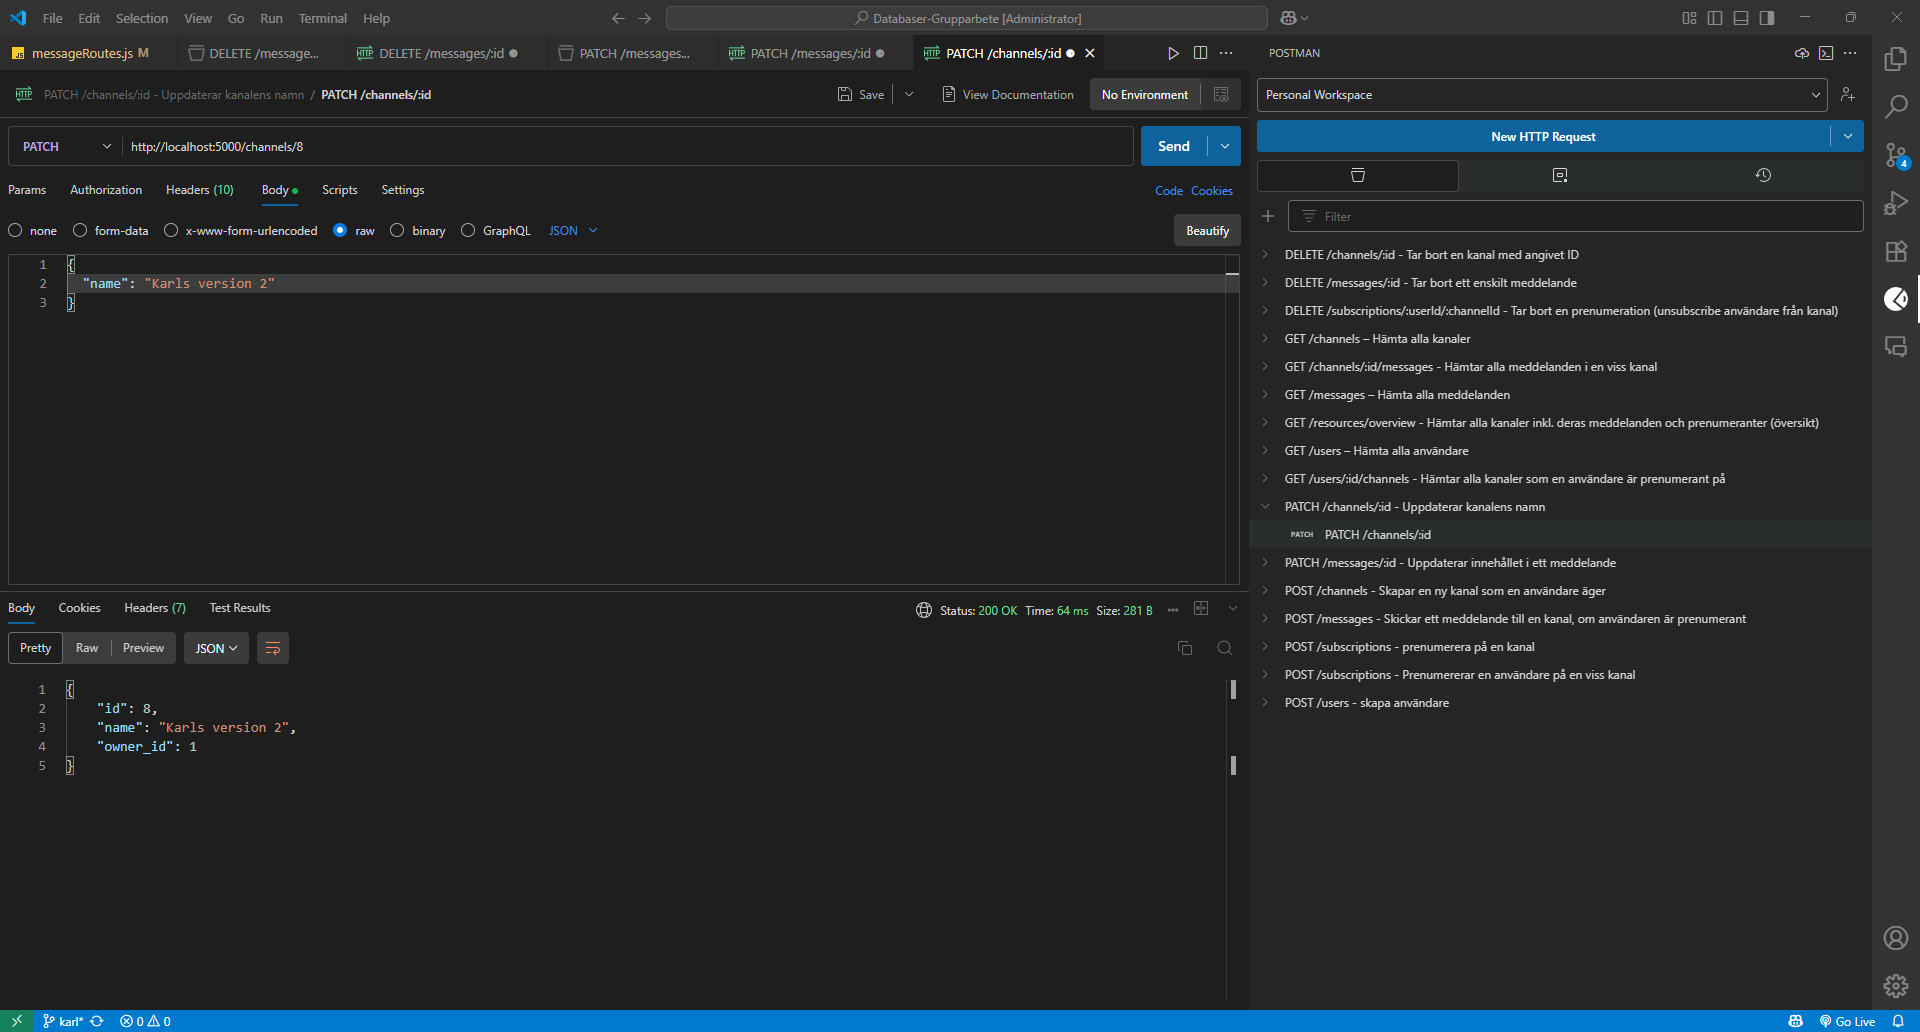 File Edit Selection View Go Run Terminal Help
Databaser-Grupparbete [Administrator]
messageRoutes.js M
DELETE /message...
DELETE /messages/:id
PATCH /messages...
PATCH /messages/:id
PATCH /channels/:id
POSTMAN
PATCH /channels/:id - Uppdaterar kanalens namn / PATCH /channels/:id
Save
View Documentation
No Environment
Personal Workspace
PATCH
http://localhost:5000/channels/8
Send
New HTTP Request
Params Authorization Headers (10) Body Scripts Settings
Code Cookies
none form-data x-www-form-urlencoded raw binary GraphQL JSON
Beautify
1 {
2 "name": "Karls version 2"
3 }
Filter
DELETE /channels/:id - Tar bort en kanal med angivet ID
DELETE /messages/:id - Tar bort ett enskilt meddelande
DELETE /subscriptions/:userId/:channelId - Tar bort en prenumeration (unsubscribe användare från kanal)
GET /channels – Hämta alla kanaler
GET /channels/:id/messages - Hämtar alla meddelanden i en viss kanal
GET /messages – Hämta alla meddelanden
GET /resources/overview - Hämtar alla kanaler inkl. deras meddelanden och prenumeranter (översikt)
GET /users – Hämta alla användare
GET /users/:id/channels - Hämtar alla kanaler som en användare är prenumerant på
PATCH /channels/:id - Uppdaterar kanalens namn
PATCH PATCH /channels/:id
PATCH /messages/:id - Uppdaterar innehållet i ett meddelande
POST /channels - Skapar en ny kanal som en användare äger
POST /messages - Skickar ett meddelande till en kanal, om användaren är prenumerant
POST /subscriptions - prenumerera på en kanal
POST /subscriptions - Prenumererar en användare på en viss kanal
POST /users - skapa användare
4
Body Cookies Headers (7) Test Results
Status: 200 OK Time: 64 ms Size: 281 B
Pretty Raw Preview JSON
1 {
2 "id": 8,
3 "name": "Karls version 2",
4 "owner_id": 1
5 }
karl* 0 0
Go Live